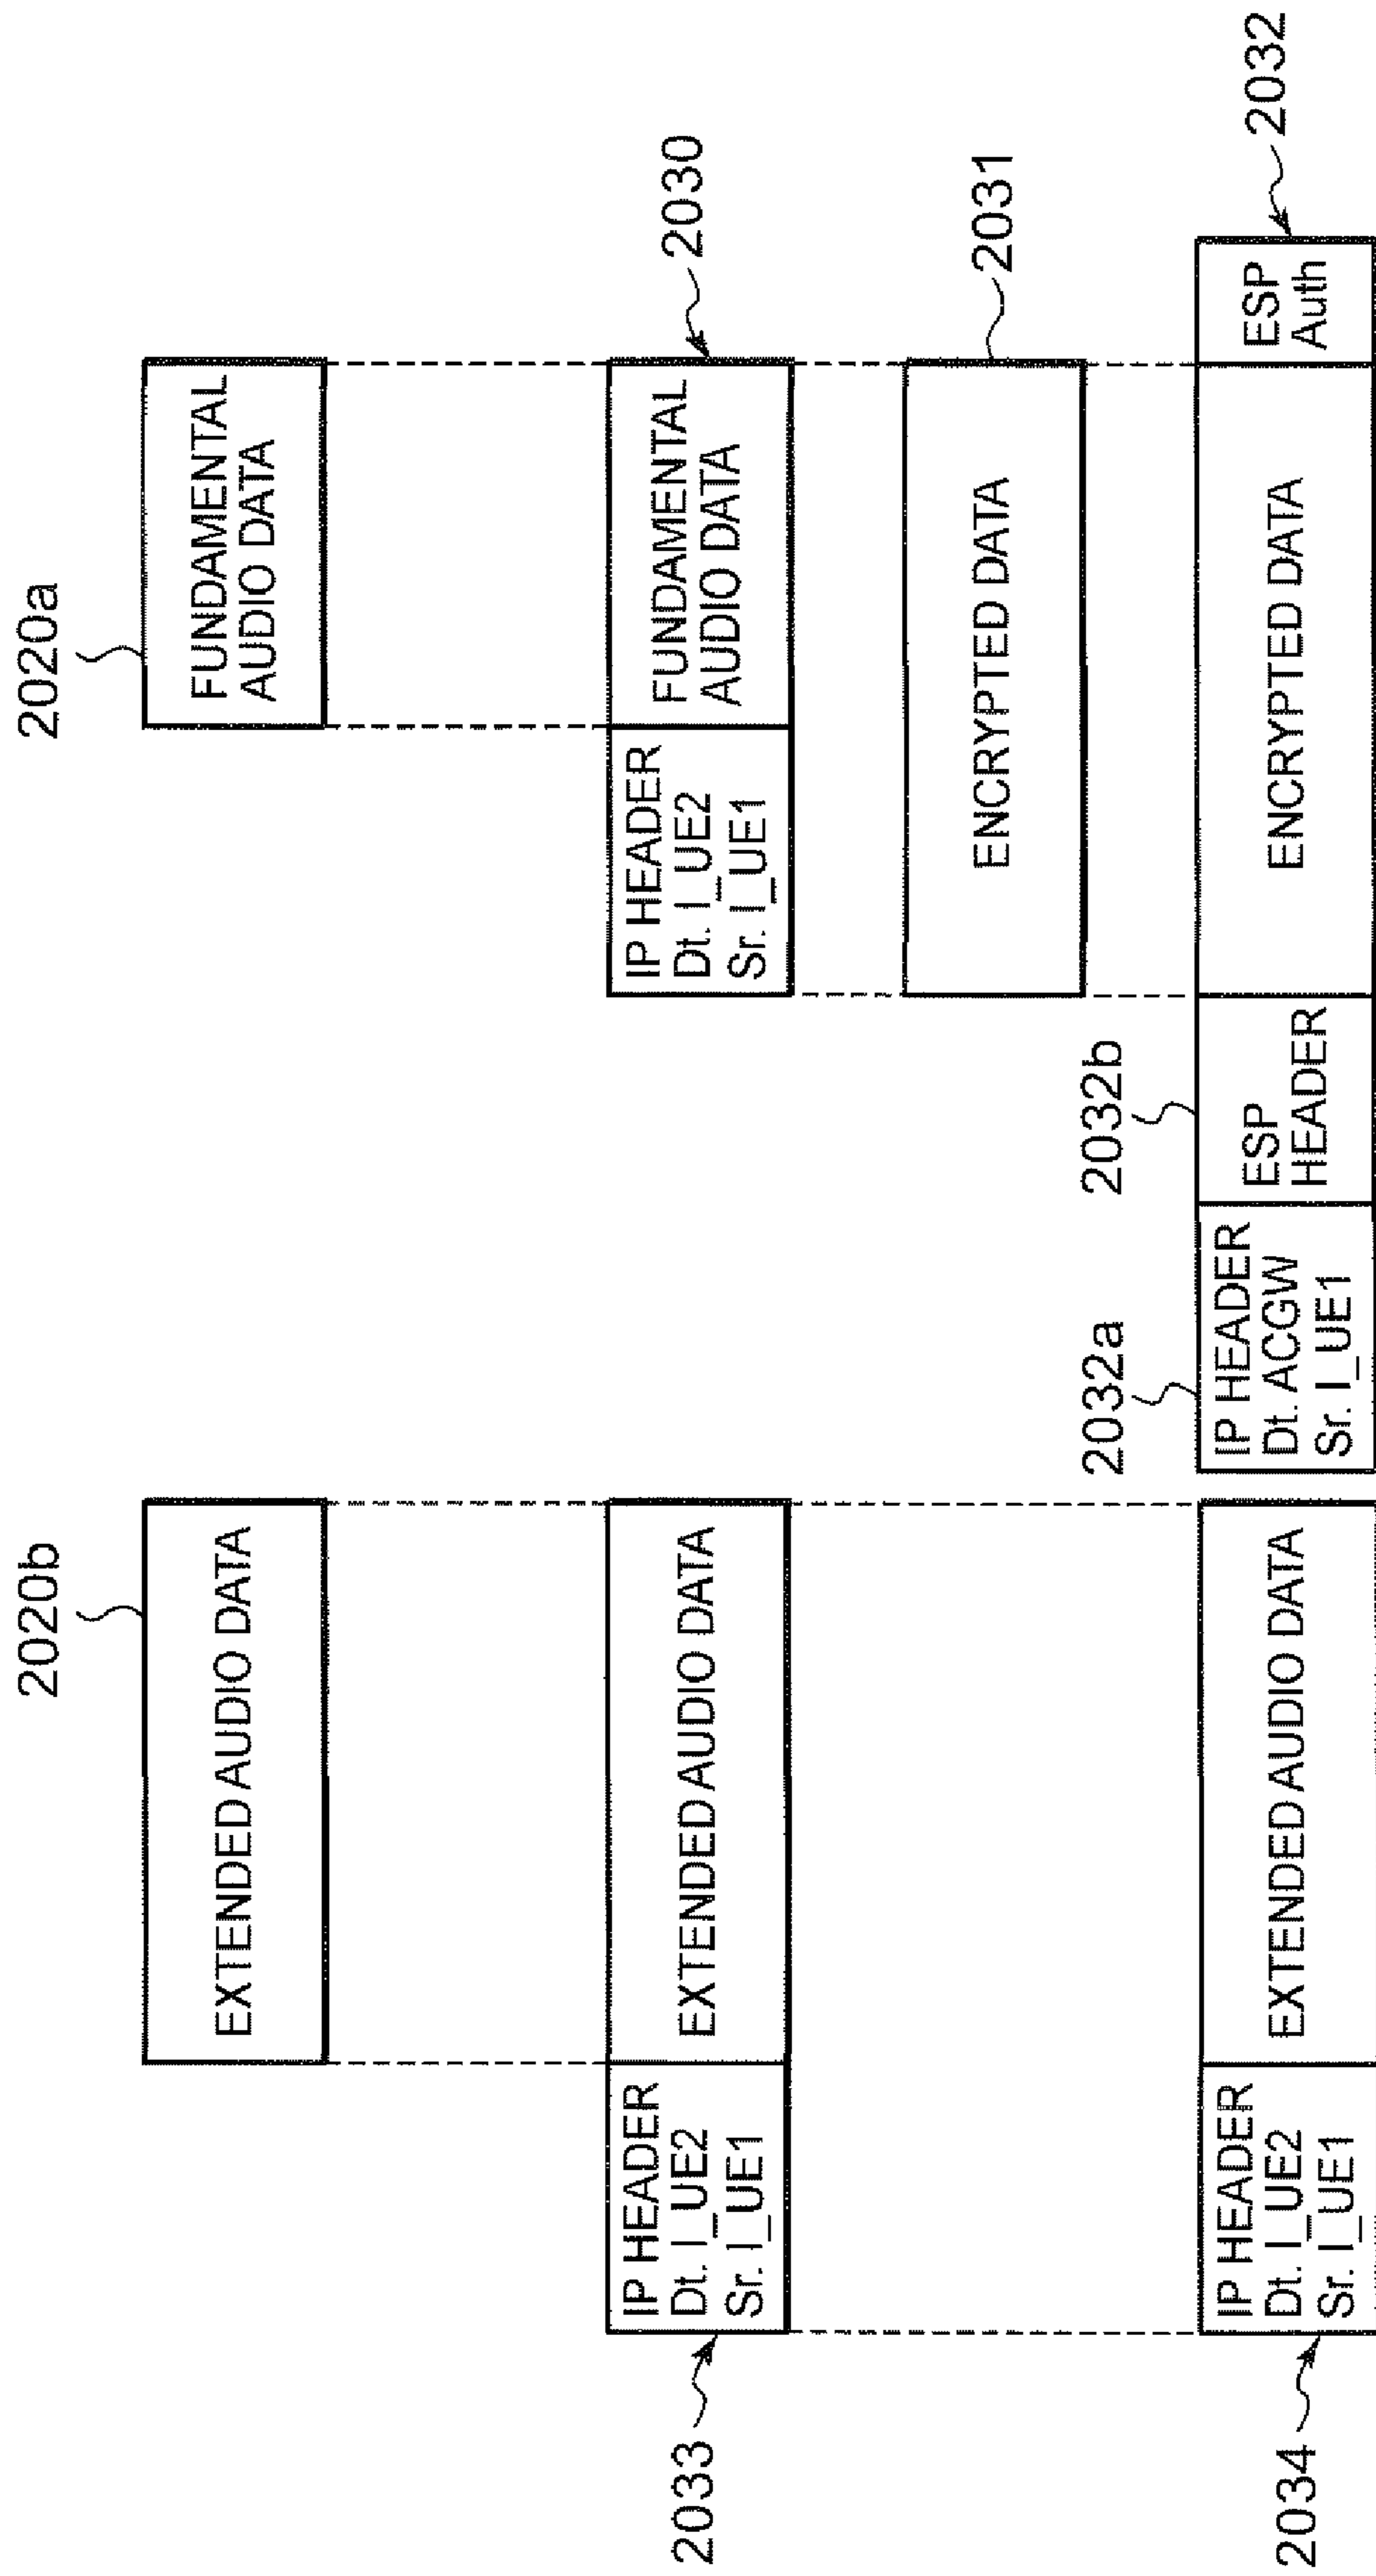 2020b
2020a
EXTENDED AUDIO DATA
FUNDAMENTAL
AUDIO DATA
2033
IP HEADER
Dt. I_UE2
Sr. I_UE1
EXTENDED AUDIO DATA
IP HEADER
Dt. I_UE2
Sr. I_UE1
FUNDAMENTAL
AUDIO DATA
2030
ENCRYPTED DATA
2031
2032a
2032b
2034
IP HEADER
Dt. I_UE2
Sr. I_UE1
EXTENDED AUDIO DATA
IP HEADER
Dt. ACGW
Sr. I_UE1
ESP
HEADER
ENCRYPTED DATA
ESP
Auth
2032